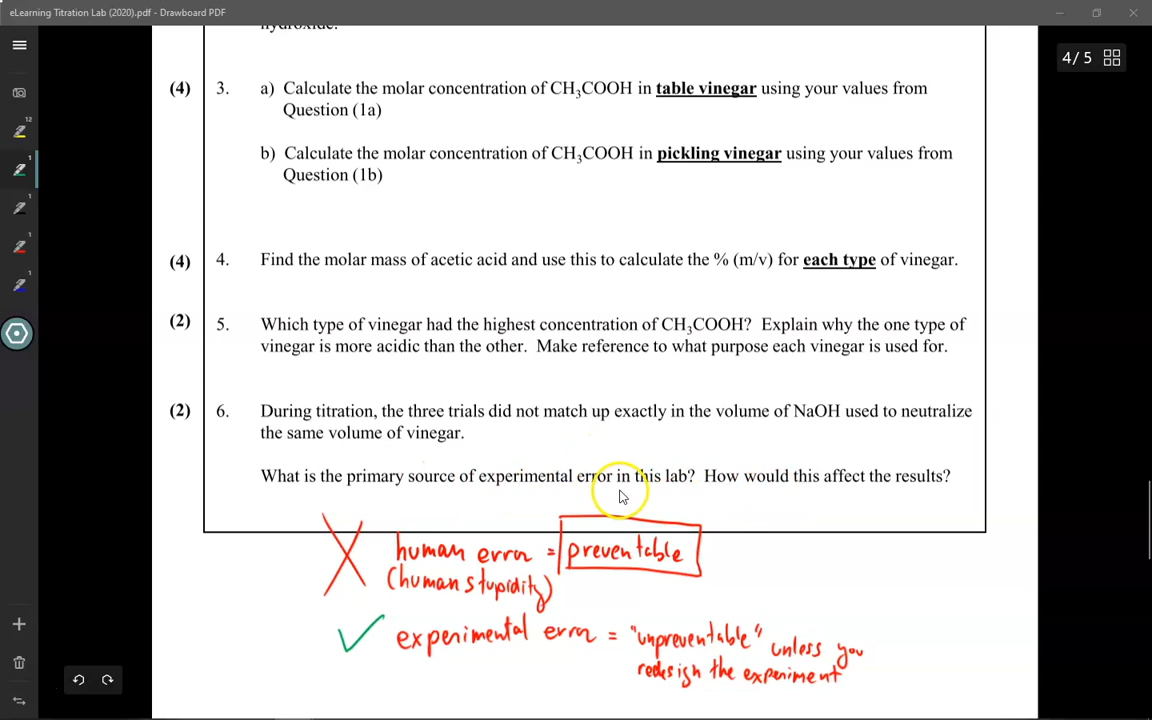 eLearning Titration Lab (2020).pdf - Drawboard PDF
4 / 5
(4) 3. a) Calculate the molar concentration of CH₃COOH in table vinegar using your values from
Question (1a)
b) Calculate the molar concentration of CH₃COOH in pickling vinegar using your values from
Question (1b)
(4) 4. Find the molar mass of acetic acid and use this to calculate the % (m/v) for each type of vinegar.
(2) 5. Which type of vinegar had the highest concentration of CH₃COOH? Explain why the one type of
vinegar is more acidic than the other. Make reference to what purpose each vinegar is used for.
(2) 6. During titration, the three trials did not match up exactly in the volume of NaOH used to neutralize
the same volume of vinegar.
What is the primary source of experimental error in this lab? How would this affect the results?
human error = preventable
(human stupidity)
experimental error = "unpreventable" unless you
redesign the experiment
12
1
1
1
1